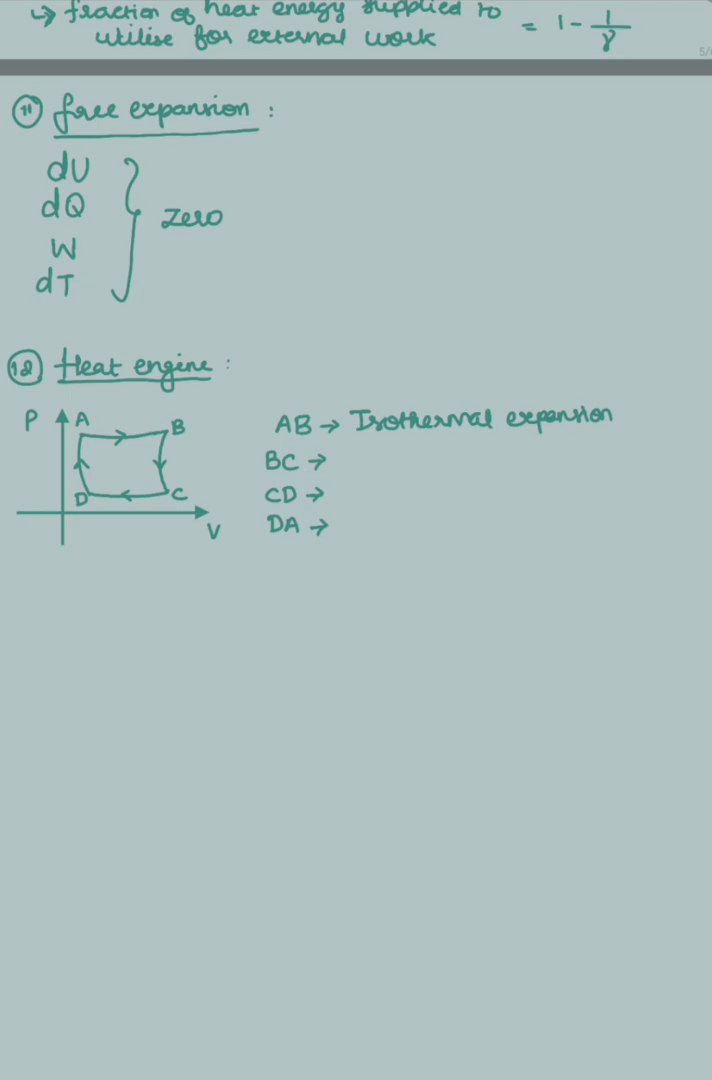 ↳ fraction of heat energy supplied to
utilise for external work = 1 - 1/γ
⑪ free expansion :
dU
dQ
W
dT
Zero
⑫ Heat engine :
P
A
B
D
C
V
AB → Isothermal expansion
BC →
CD →
DA →